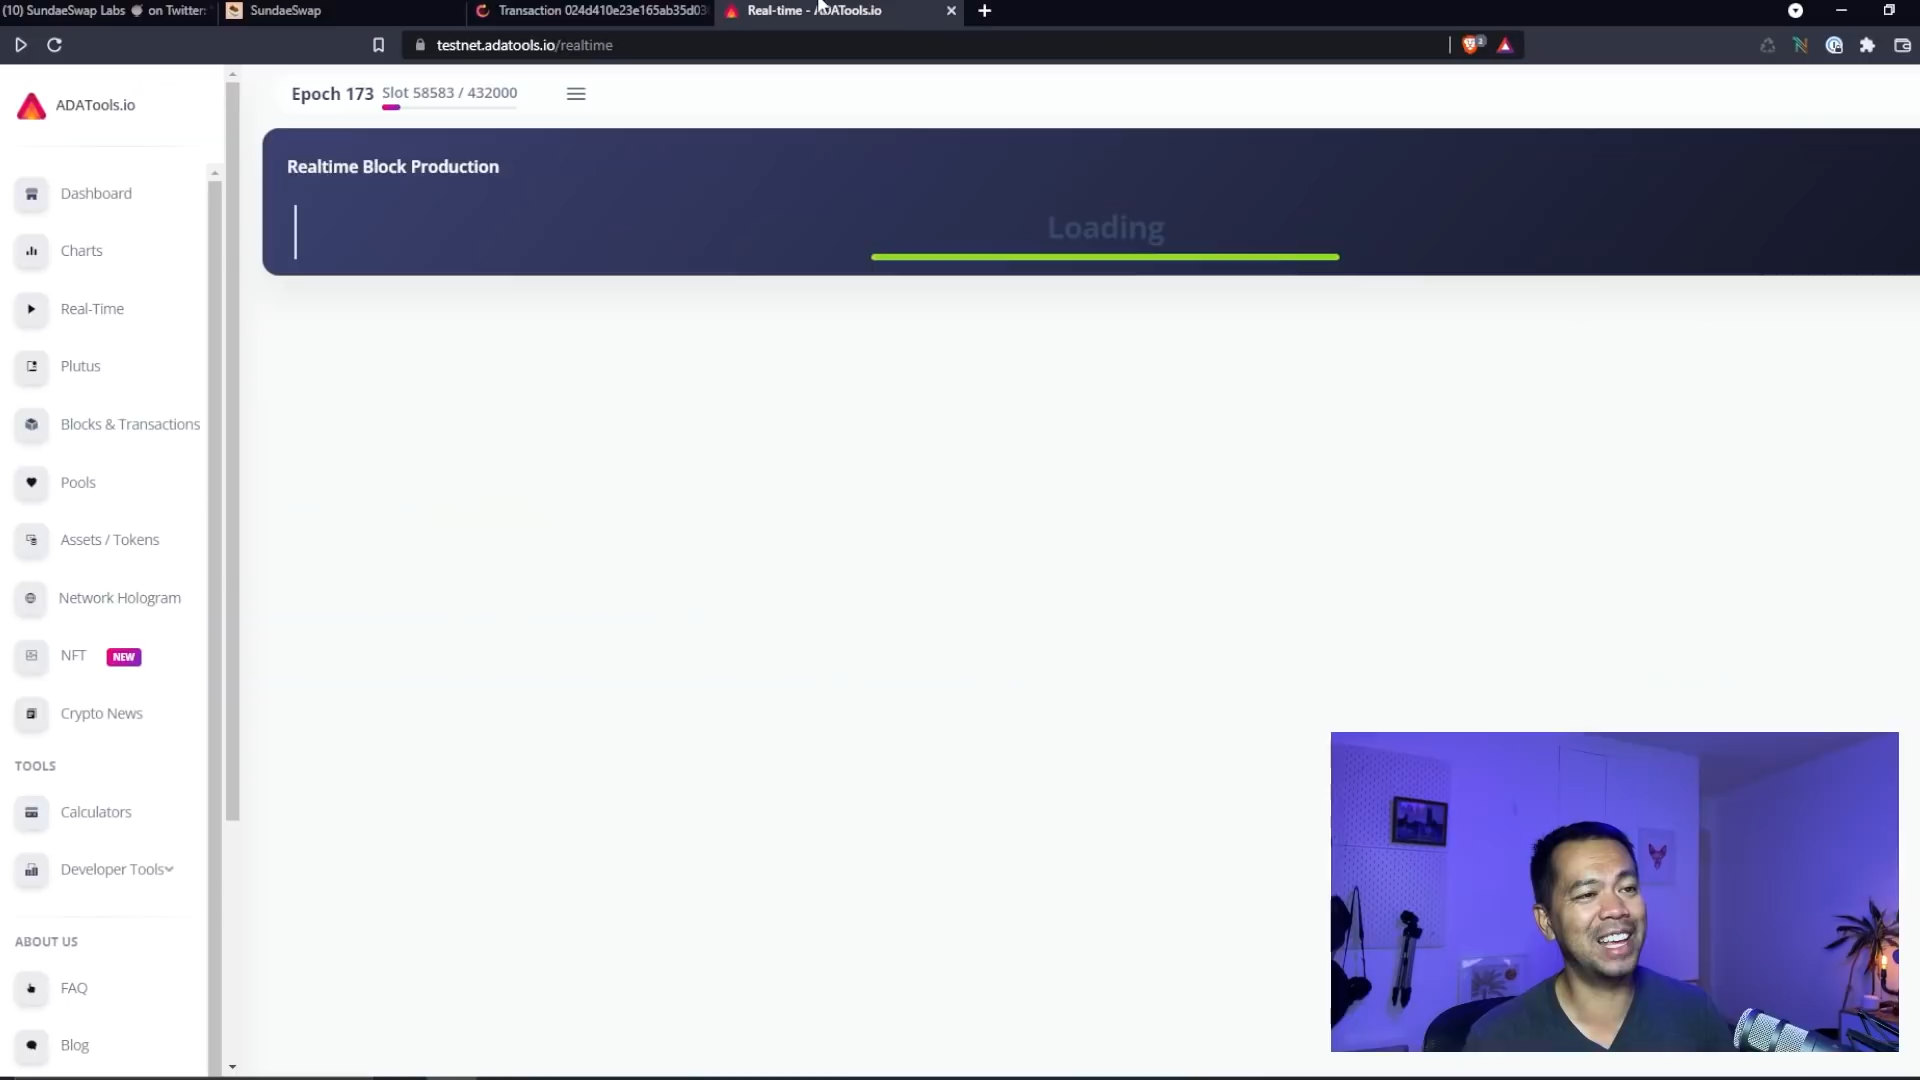 (10) SundaeSwap Labs on Twitter:
SundaeSwap
Transaction 024d410e23e165ab35d03
Real-time - ADATools.io
testnet.adatools.io/realtime
2
ADATools.io
Epoch 173 Slot 58583 / 432000
Realtime Block Production
Loading
Dashboard
Charts
Real-Time
Plutus
Blocks & Transactions
Pools
Assets / Tokens
Network Hologram
NFT NEW
Crypto News
TOOLS
Calculators
Developer Tools
ABOUT US
FAQ
Blog